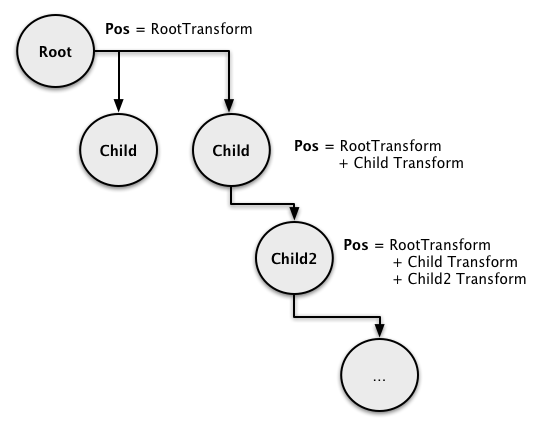 Root
Pos = RootTransform
Child
Child
Pos = RootTransform
+ Child Transform
Child2
Pos = RootTransform
+ Child Transform
+ Child2 Transform
...